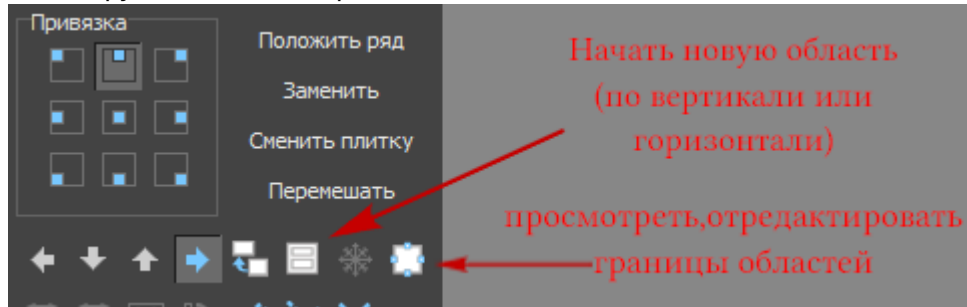 Привязка
Положить ряд
Заменить
Сменить плитку
Перемешать
Начать новую область
(по вертикали или
горизонтали)
просмотреть,отредактировать
границы областей